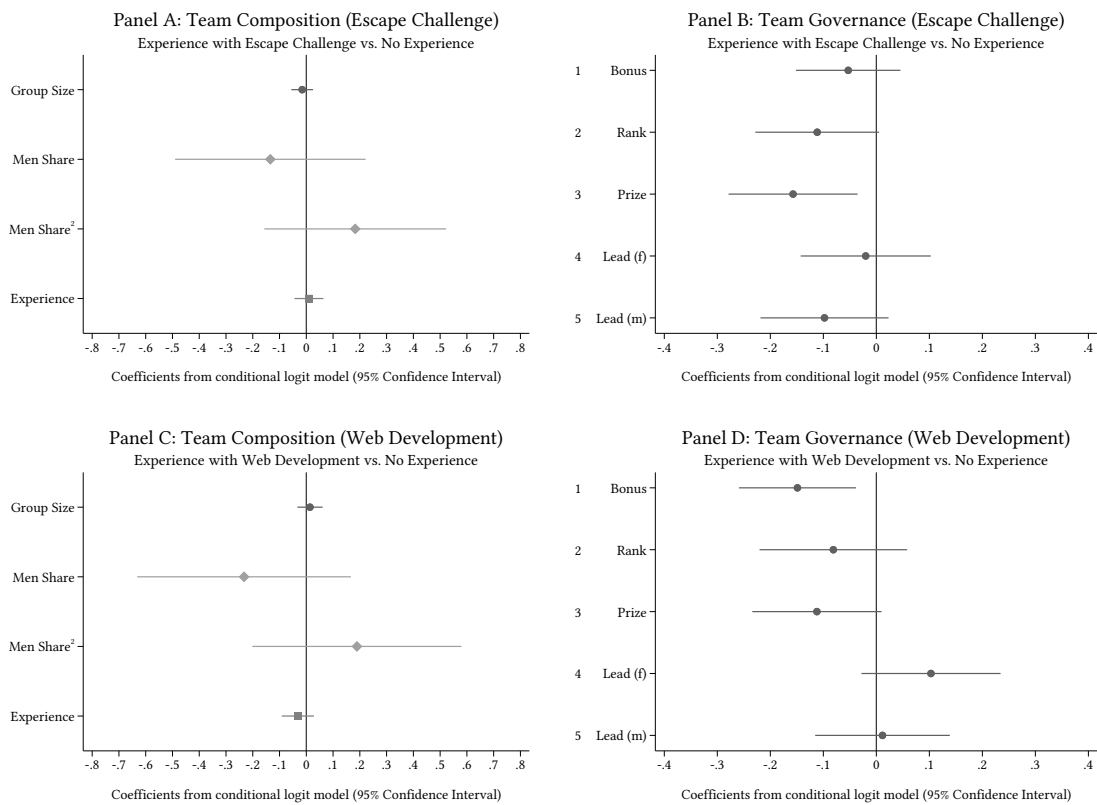 Panel A: Team Composition (Escape Challenge)
Experience with Escape Challenge vs. No Experience
Group Size
Men Share
Men Share²
Experience
-.8 -.7 -.6 -.5 -.4 -.3 -.2 -.1 0 .1 .2 .3 .4 .5 .6 .7 .8
Coefficients from conditional logit model (95% Confidence Interval)
Panel B: Team Governance (Escape Challenge)
Experience with Escape Challenge vs. No Experience
1 Bonus
2 Rank
3 Prize
4 Lead (f)
5 Lead (m)
-.4 -.3 -.2 -.1 0 .1 .2 .3 .4
Coefficients from conditional logit model (95% Confidence Interval)
Panel C: Team Composition (Web Development)
Experience with Web Development vs. No Experience
Group Size
Men Share
Men Share²
Experience
-.8 -.7 -.6 -.5 -.4 -.3 -.2 -.1 0 .1 .2 .3 .4 .5 .6 .7 .8
Coefficients from conditional logit model (95% Confidence Interval)
Panel D: Team Governance (Web Development)
Experience with Web Development vs. No Experience
1 Bonus
2 Rank
3 Prize
4 Lead (f)
5 Lead (m)
-.4 -.3 -.2 -.1 0 .1 .2 .3 .4
Coefficients from conditional logit model (95% Confidence Interval)